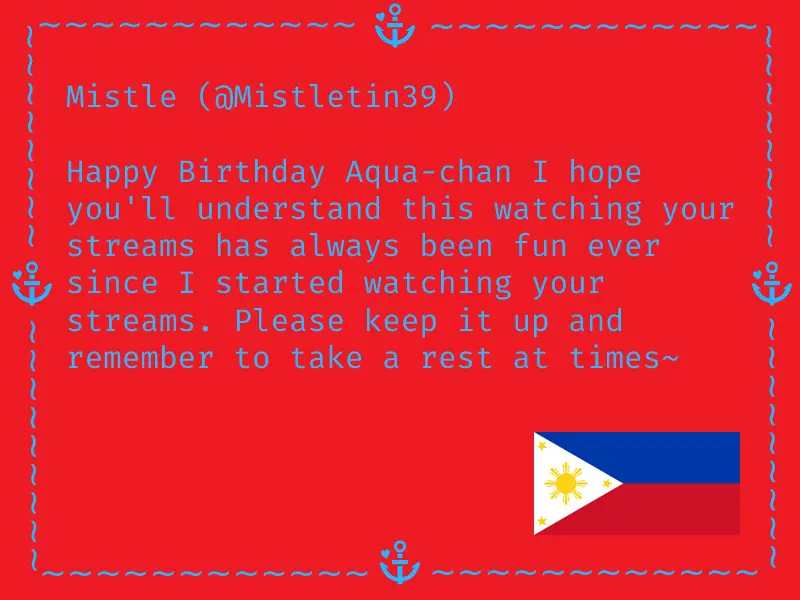 Mistle (@Mistletin39)
Happy Birthday Aqua-chan I hope
you'll understand this watching your
streams has always been fun ever
since I started watching your
streams. Please keep it up and
remember to take a rest at times~